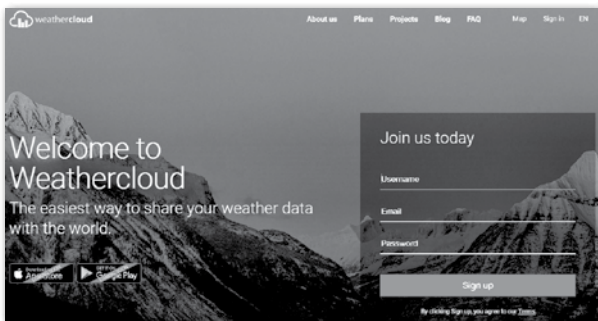 weathercloud
About us Plans Projects Blog FAQ Map Sign in EN
Welcome to
Weathercloud
The easiest way to share your weather data
with the world.
App Store
Google Play
Join us today
Username
Email
Password
Sign up
By clicking Sign up, you agree to our Terms.